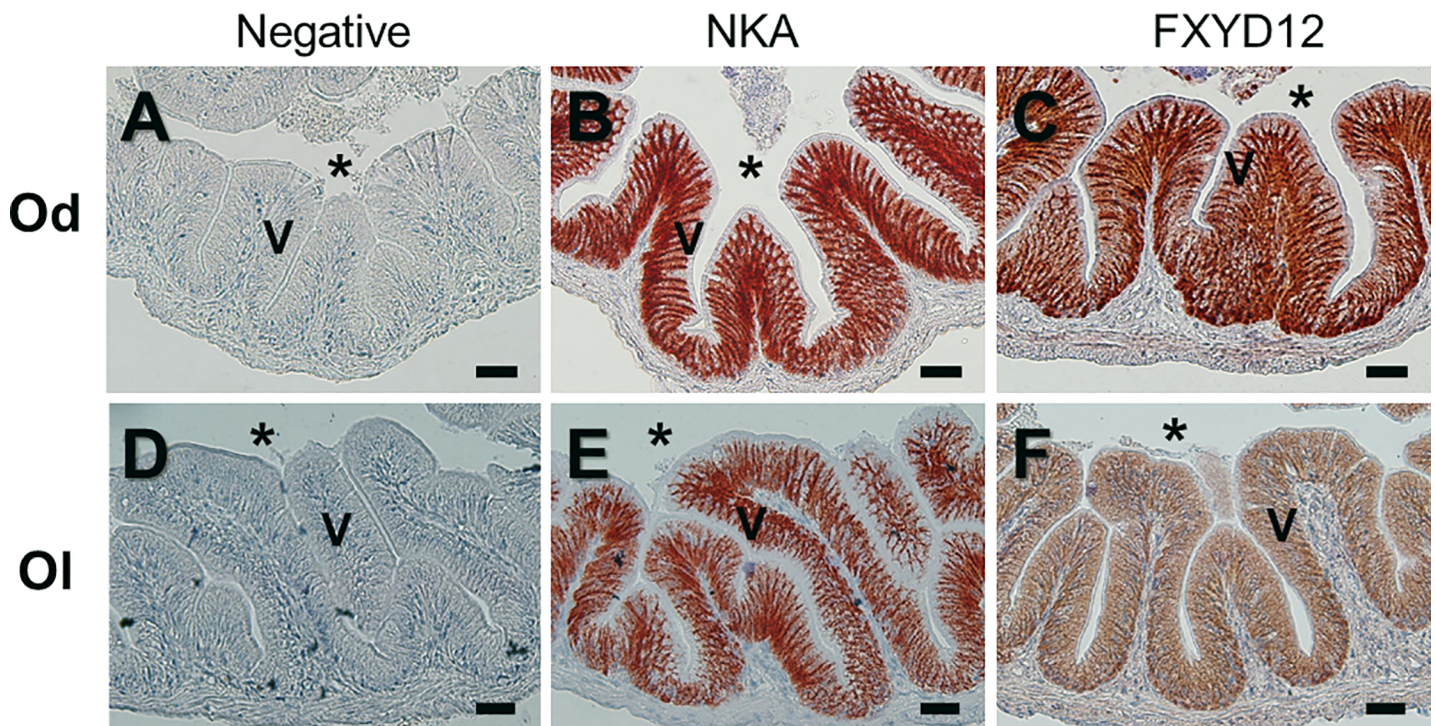 Negative NKA FXYD12
Od
A * V
B * V
C * V
Ol
D * V
E * V
F * V